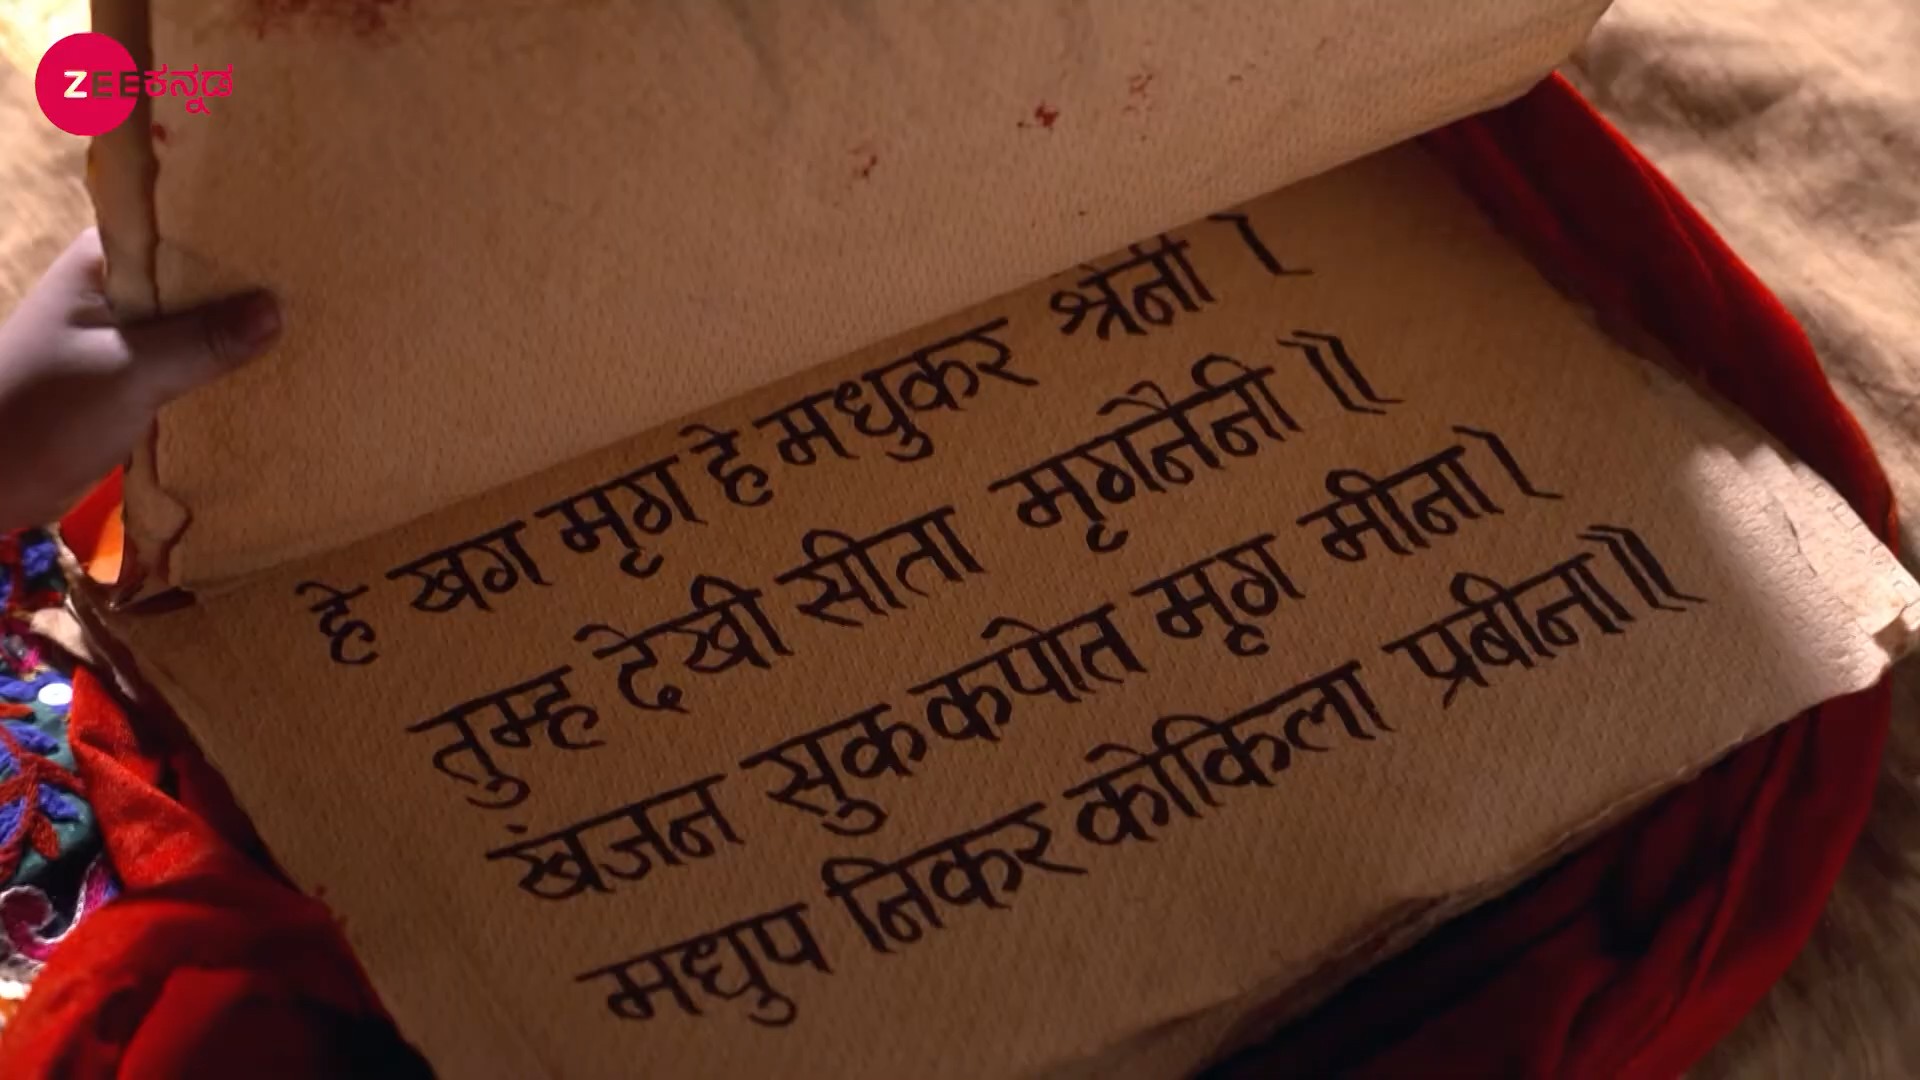 ZEEಕನ್ನಡ
हे खग मृग हे मधुकर श्रेनी ।
तुम्ह देखी सीता मृगनैनी ॥
खंजन सुक कपोत मृग मीना।
मधुप निकर कोकिला प्रबीना॥